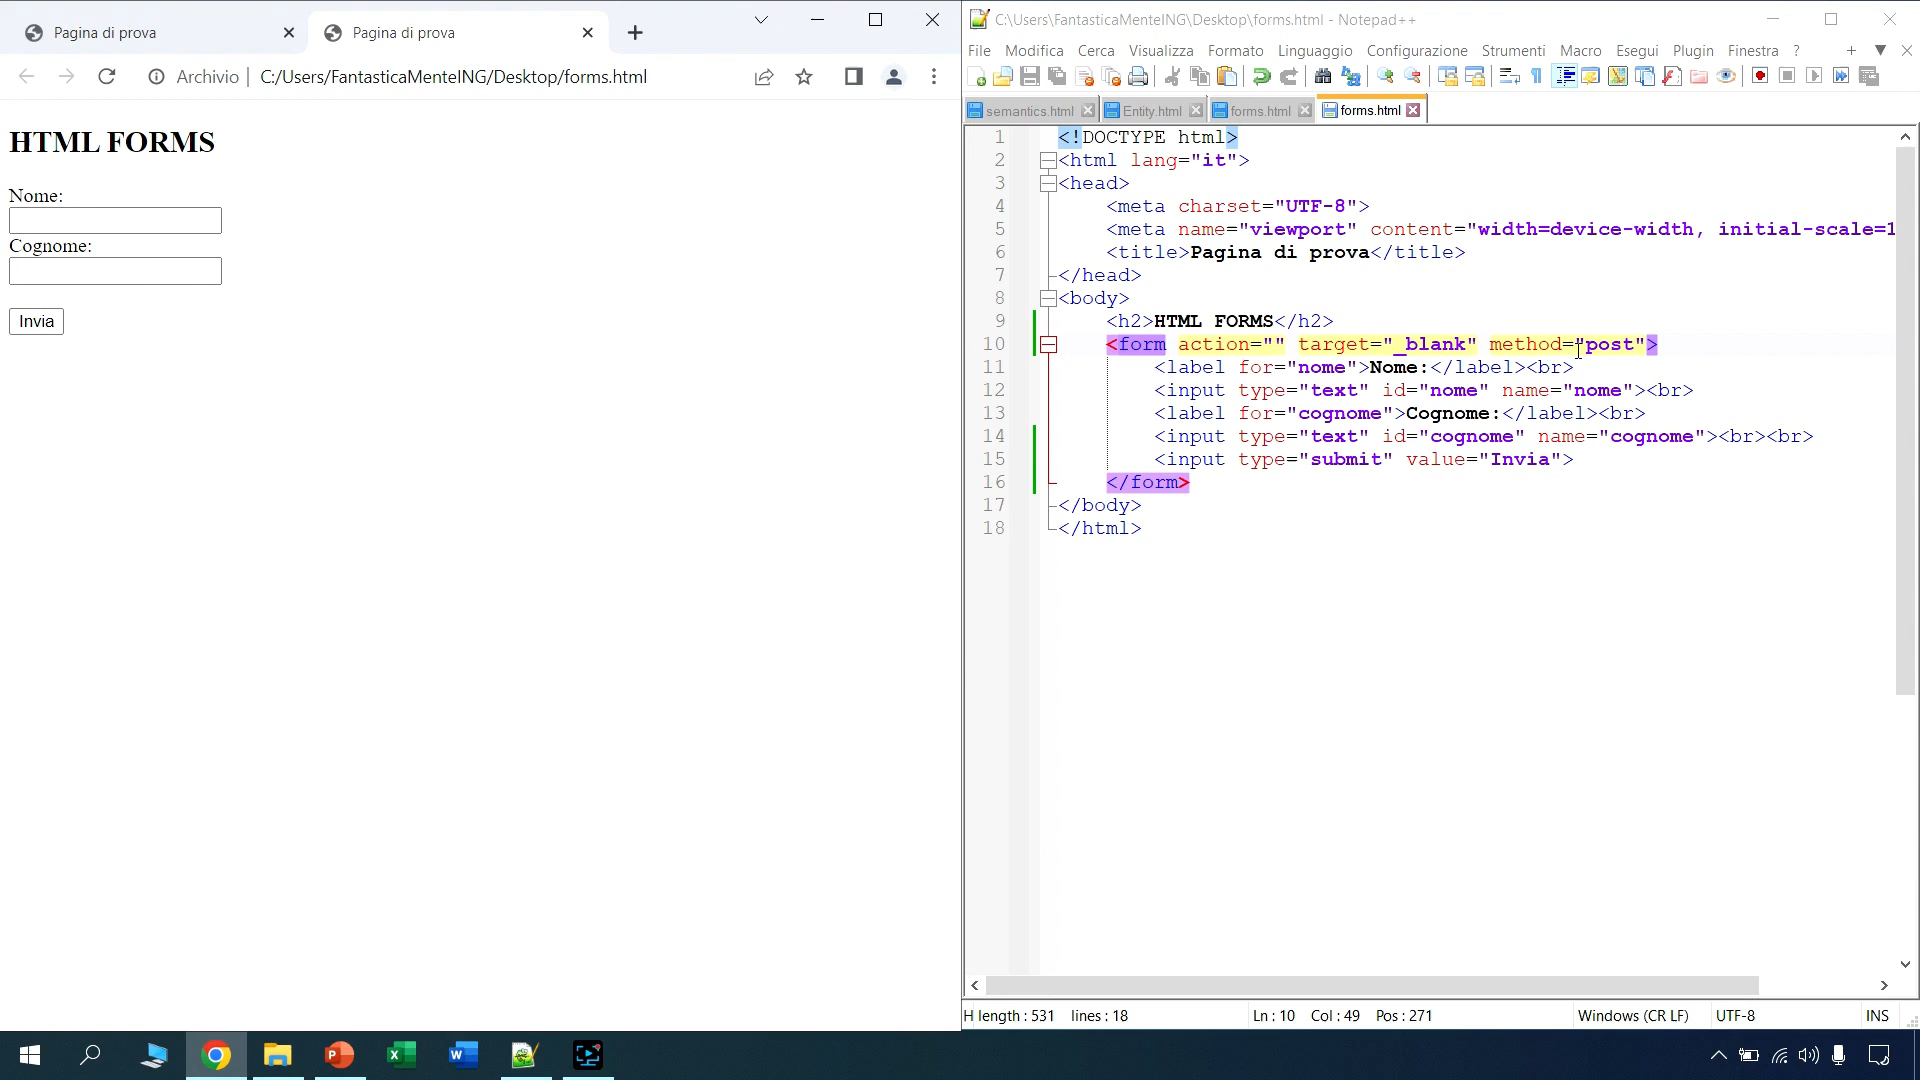 Pagina di prova
Pagina di prova
Archivio
C:/Users/FantasticaMenteING/Desktop/forms.html
HTML FORMS
Nome:
Cognome:
Invia
C:\Users\FantasticaMenteING\Desktop\forms.html - Notepad++
File Modifica Cerca Visualizza Formato Linguaggio Configurazione Strumenti Macro Esegui Plugin Finestra ?
semantics.html Entity.html forms.html forms.html
1 <!DOCTYPE html>
2 <html lang="it">
3 <head>
4 <meta charset="UTF-8">
5 <meta name="viewport" content="width=device-width, initial-scale=1
6 <title>Pagina di prova</title>
7 </head>
8 <body>
9 <h2>HTML FORMS</h2>
10 <form action="" target="_blank" method="post">
11 <label for="nome">Nome:</label><br>
12 <input type="text" id="nome" name="nome"><br>
13 <label for="cognome">Cognome:</label><br>
14 <input type="text" id="cognome" name="cognome"><br><br>
15 <input type="submit" value="Invia">
16 </form>
17 </body>
18 </html>
H length : 531 lines : 18 Ln : 10 Col : 49 Pos : 271 Windows (CR LF) UTF-8 INS